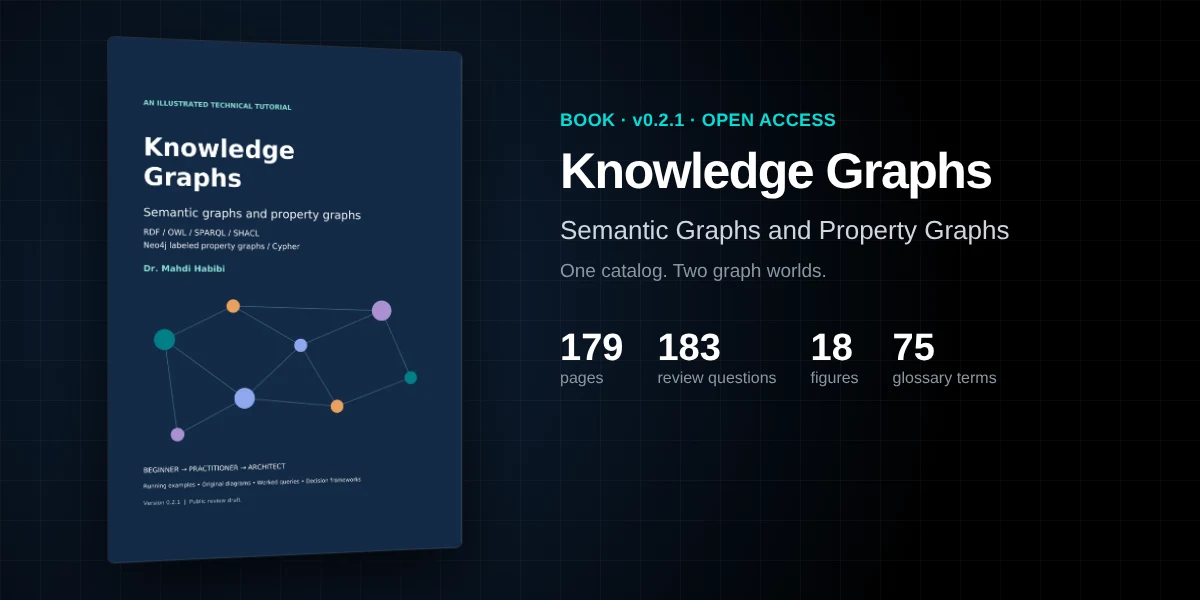 AN ILLUSTRATED TECHNICAL TUTORIAL
Knowledge
Graphs
Semantic graphs and property graphs
RDF / OWL / SPARQL / SHACL
Neo4j labeled property graphs / Cypher
Dr. Mahdi Habibi
BEGINNER → PRACTITIONER → ARCHITECT
Running examples • Original diagrams • Worked queries • Decision frameworks
Version 0.2.1 | Public review draft
BOOK · v0.2.1 · OPEN ACCESS
Knowledge Graphs
Semantic Graphs and Property Graphs
One catalog. Two graph worlds.
179 183 18 75
pages review questions figures glossary terms